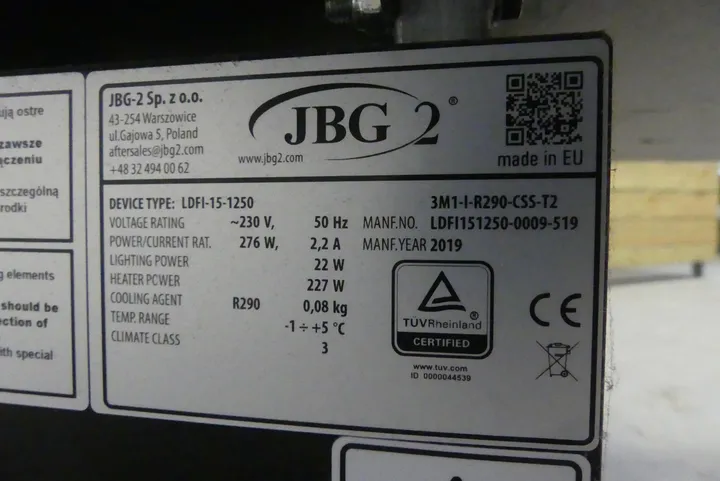 ują ostre
zawsze
ączeniu
szczególną
rodki
g elements
should be
ction of
ith special
JBG-2 Sp. z o.o.
43-254 Warszowice
ul.Gajowa 5, Poland
aftersales@jbg2.com
+48 32 494 00 62
JBG 2®
www.jbg2.com
made in EU
DEVICE TYPE: LDFI-15-1250 3M1-I-R290-CSS-T2
VOLTAGE RATING ~230 V, 50 Hz MANF.NO. LDFI151250-0009-519
POWER/CURRENT RAT. 276 W, 2,2 A MANF.YEAR 2019
LIGHTING POWER 22 W
HEATER POWER 227 W
COOLING AGENT R290 0,08 kg
TEMP. RANGE -1 ÷ +5 °C
CLIMATE CLASS 3
TÜVRheinland
CERTIFIED
www.tuv.com
ID 0000044539
CE